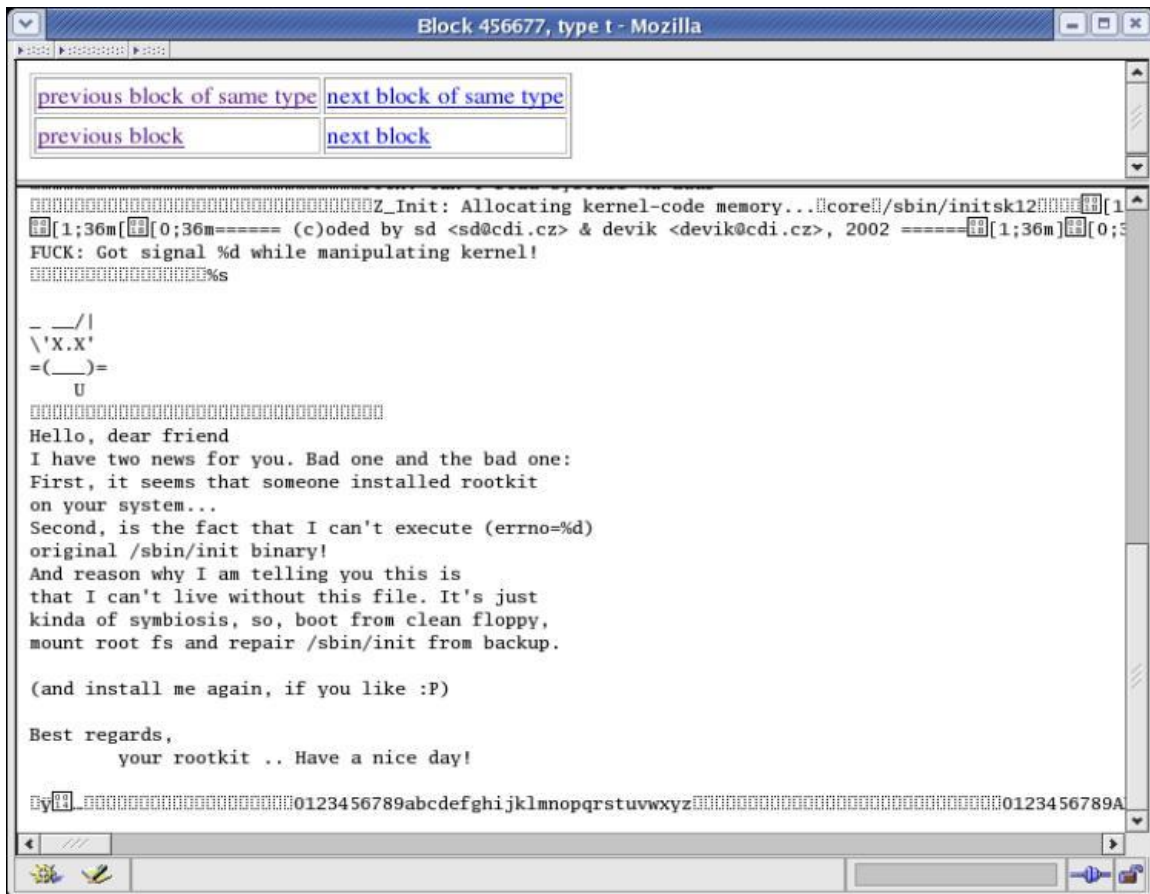 Block 456677, type t - Mozilla
previous block of same type next block of same type
previous block next block
Z_Init: Allocating kernel-code memory...core/sbin/initsk12[1
[1;36m[[0;36m====== (c)oded by sd <sd@cdi.cz> & devik <devik@cdi.cz>, 2002 ======[1;36m][0;3
FUCK: Got signal %d while manipulating kernel!
%s
_ __/|
\'X.X'
=(___)=
U
Hello, dear friend
I have two news for you. Bad one and the bad one:
First, it seems that someone installed rootkit
on your system...
Second, is the fact that I can't execute (errno=%d)
original /sbin/init binary!
And reason why I am telling you this is
that I can't live without this file. It's just
kinda of symbiosis, so, boot from clean floppy,
mount root fs and repair /sbin/init from backup.
(and install me again, if you like :P)
Best regards,
your rootkit .. Have a nice day!
ÿ…0123456789abcdefghijklmnopqrstuvwxyz0123456789A